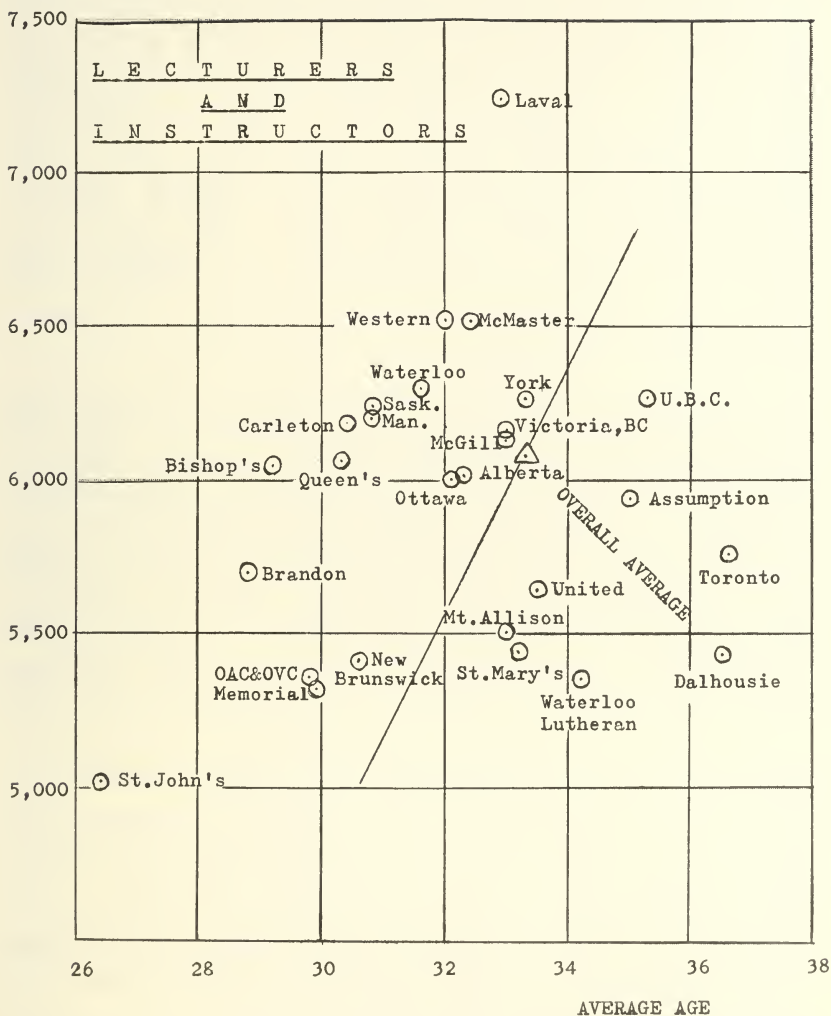 7,500
L E C T U R E R S
A N D
I N S T R U C T O R S
Laval
7,000
6,500
Western
McMaster
Waterloo
York
Sask.
U.B.C.
Man.
Carleton
Victoria,BC
McGill
Bishop's
Queen's
Alberta
6,000
Ottawa
Assumption
OVERALL AVERAGE
Brandon
Toronto
United
Mt.Allison
5,500
New
Brunswick
OAC&OVC
Memorial
St.Mary's
Dalhousie
Waterloo
Lutheran
St.John's
5,000
26 28 30 32 34 36 38
AVERAGE AGE